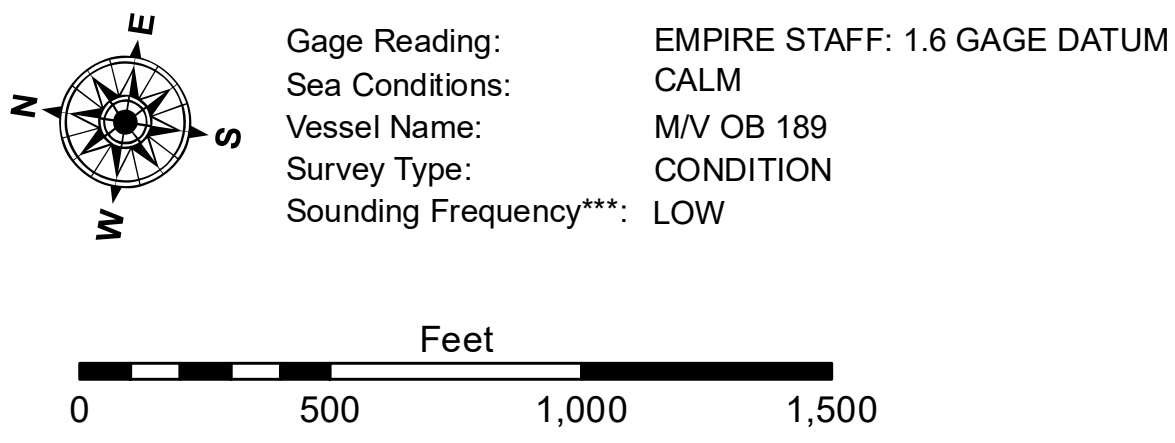 E
N
S
W
Gage Reading: EMPIRE STAFF: 1.6 GAGE DATUM
Sea Conditions: CALM
Vessel Name: M/V OB 189
Survey Type: CONDITION
Sounding Frequency***: LOW
Feet
0 500 1,000 1,500